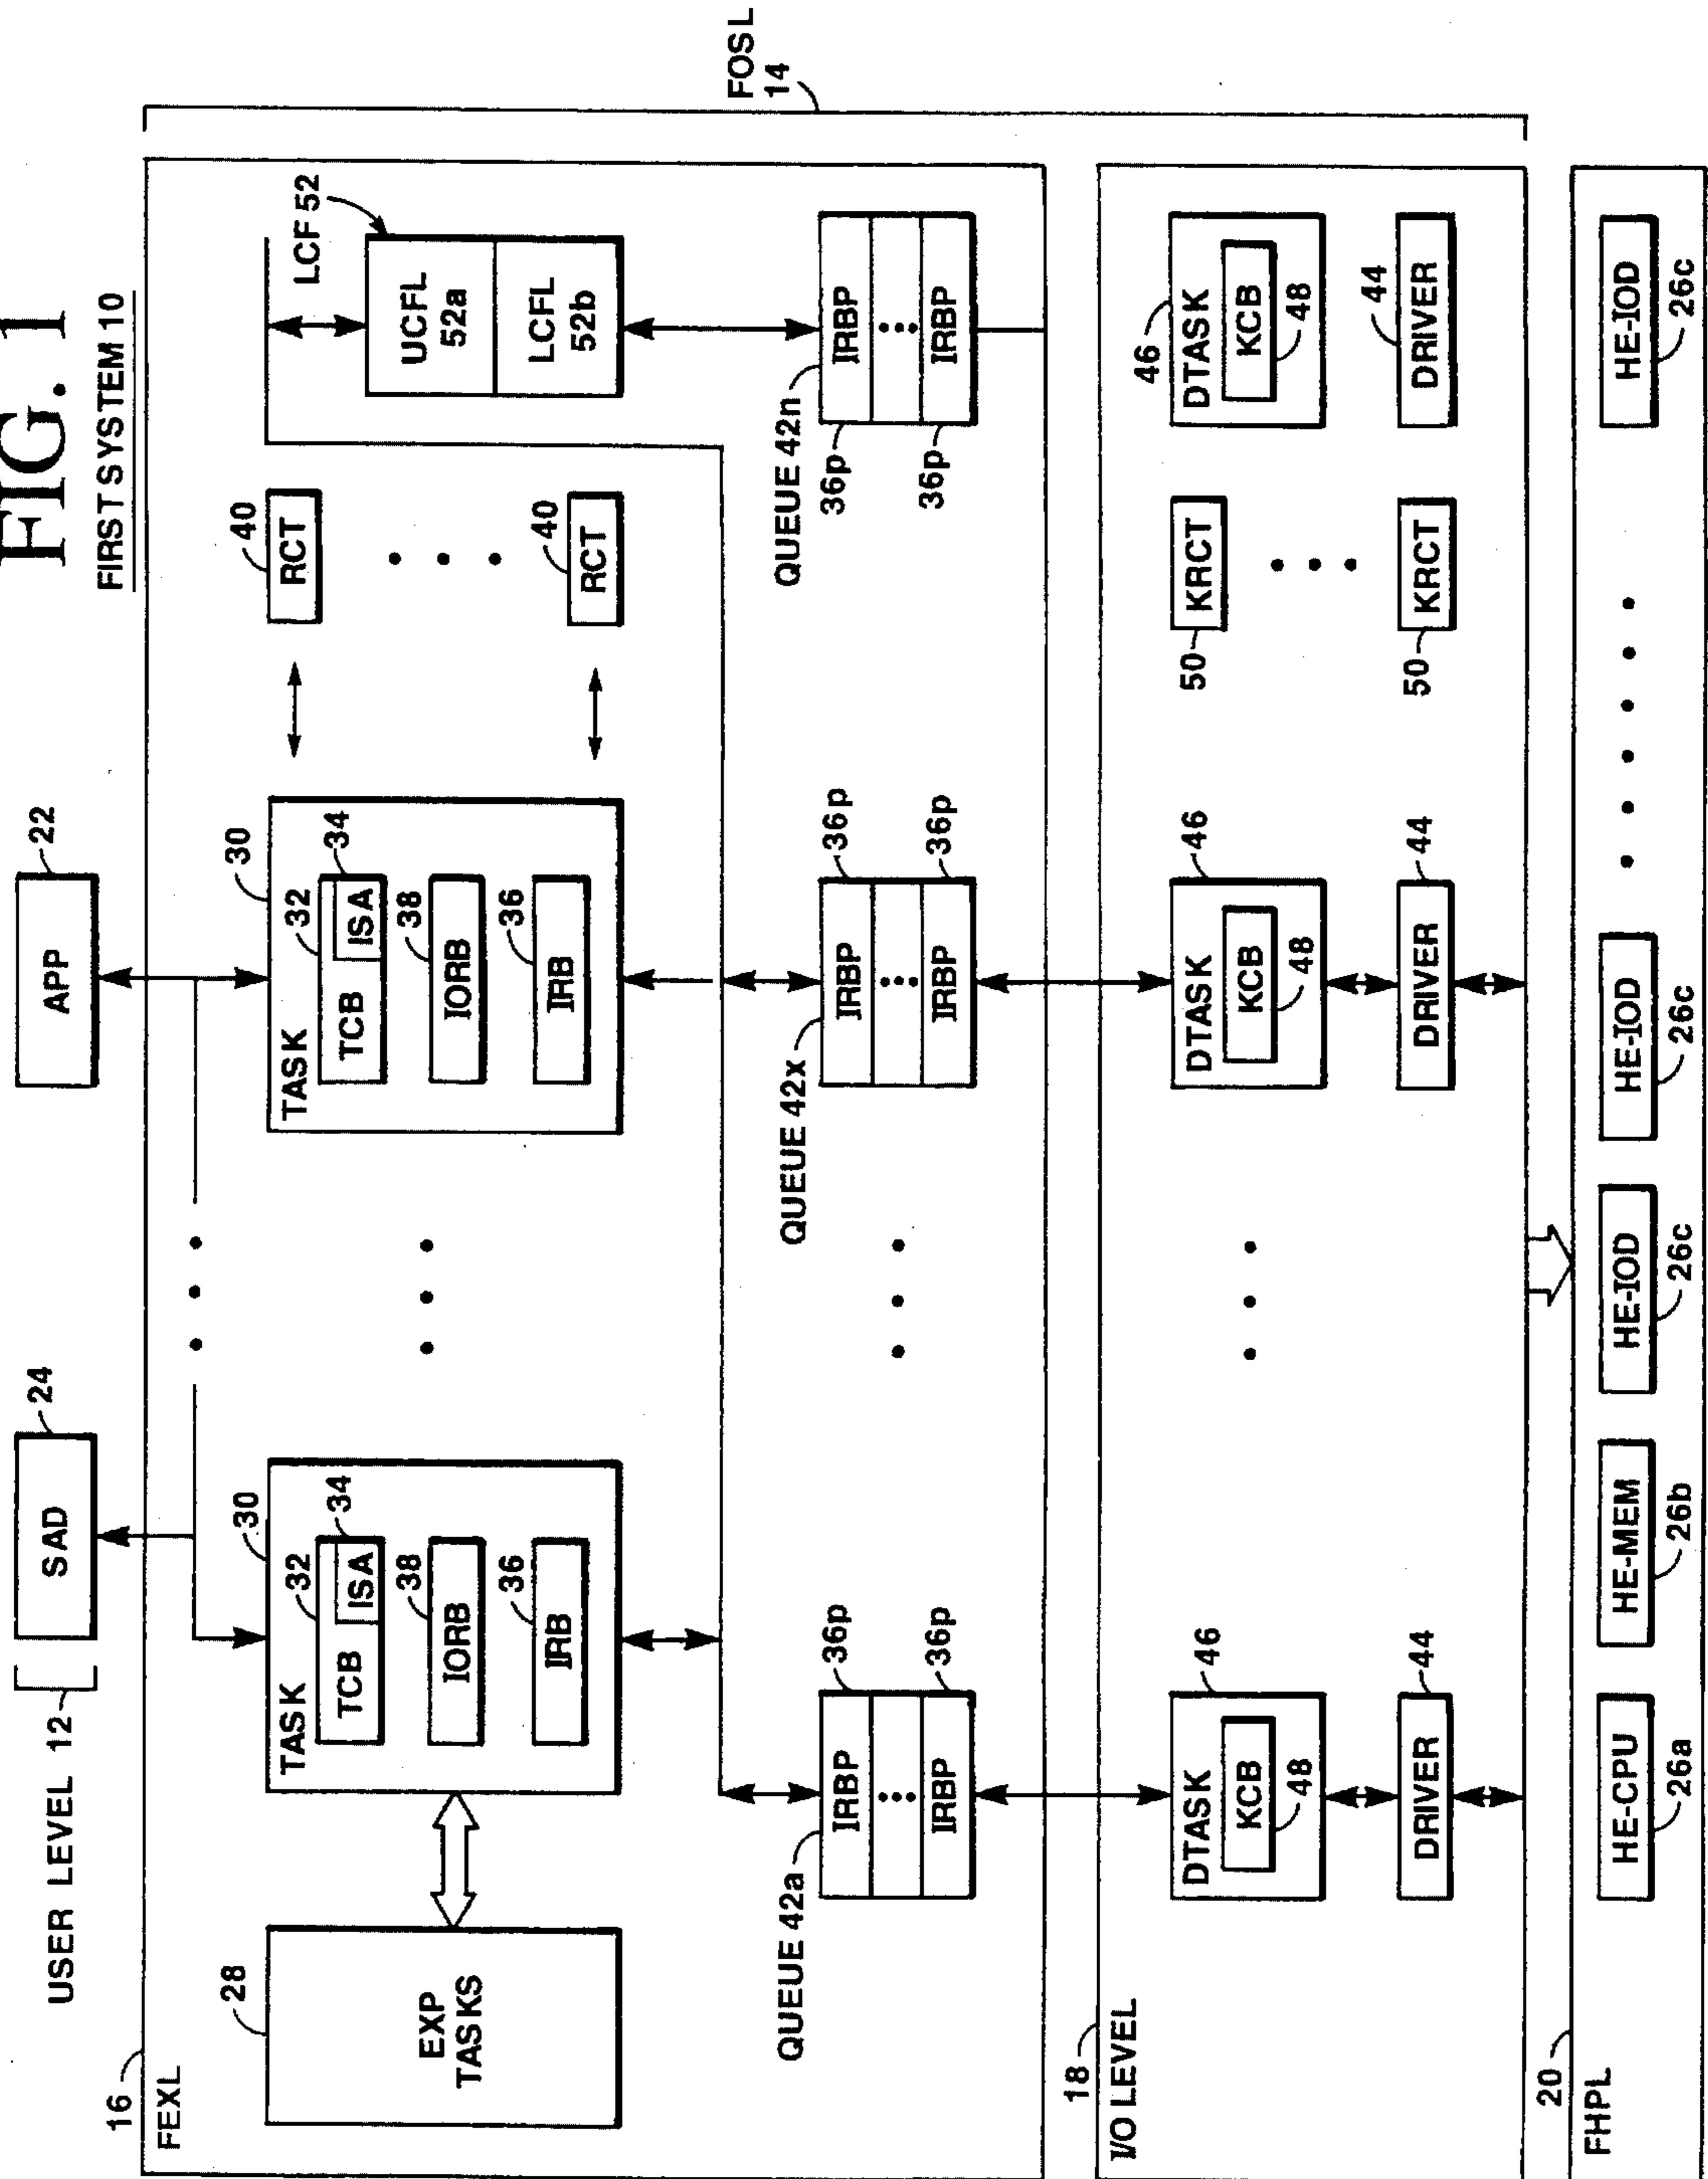 FIG. 1
FIRST SYSTEM 10
USER LEVEL 12
SAD
24
APP
22
16
FEXL
FOSL
14
28
EXP
TASKS
30
TASK
32
34
TCB
ISA
38
IORB
36
IRB
30
TASK
32
34
TCB
ISA
38
IORB
36
IRB
40
RCT
40
RCT
LCF 52
UCFL
52a
LCFL
52b
QUEUE 42a
IRBP
36p
IRBP
36p
QUEUE 42x
IRBP
36p
IRBP
36p
QUEUE 42n
IRBP
36p
IRBP
36p
18
I/O LEVEL
46
DTASK
KCB
48
44
DRIVER
46
DTASK
KCB
48
44
DRIVER
50
KRCT
50
KRCT
46
DTASK
KCB
48
44
DRIVER
20
FHPL
HE-CPU
26a
HE-MEM
26b
HE-IOD
26c
HE-IOD
26c
HE-IOD
26c